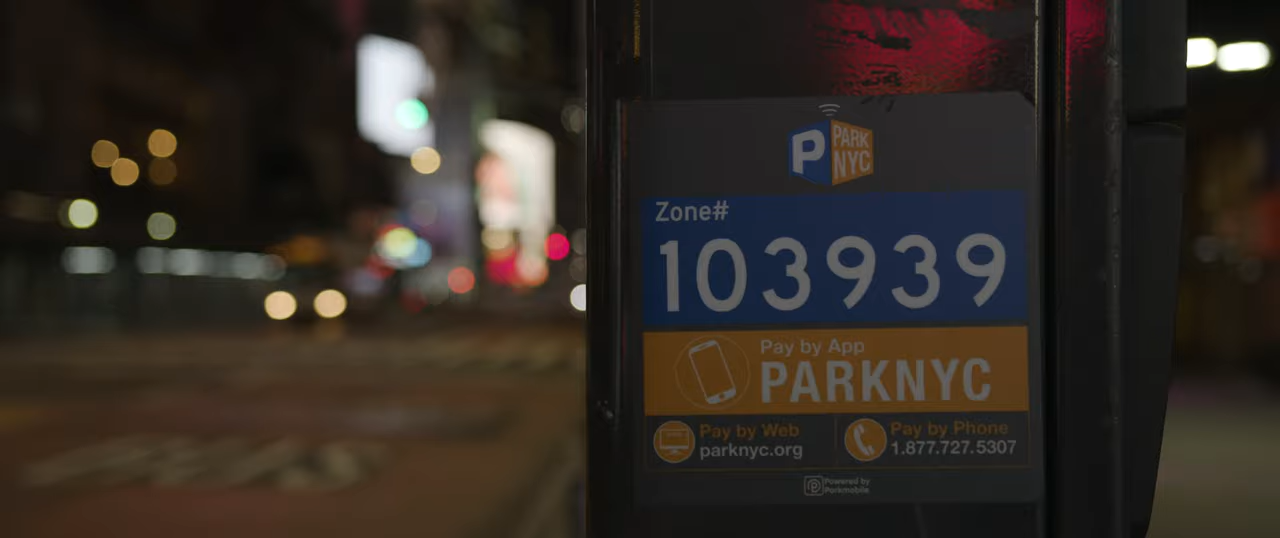 P PARK
NYC
Zone#
103939
Pay by App
PARKNYC
Pay by Web
parknyc.org
Pay by Phone
1.877.727.5307
Powered by
Parkmobile